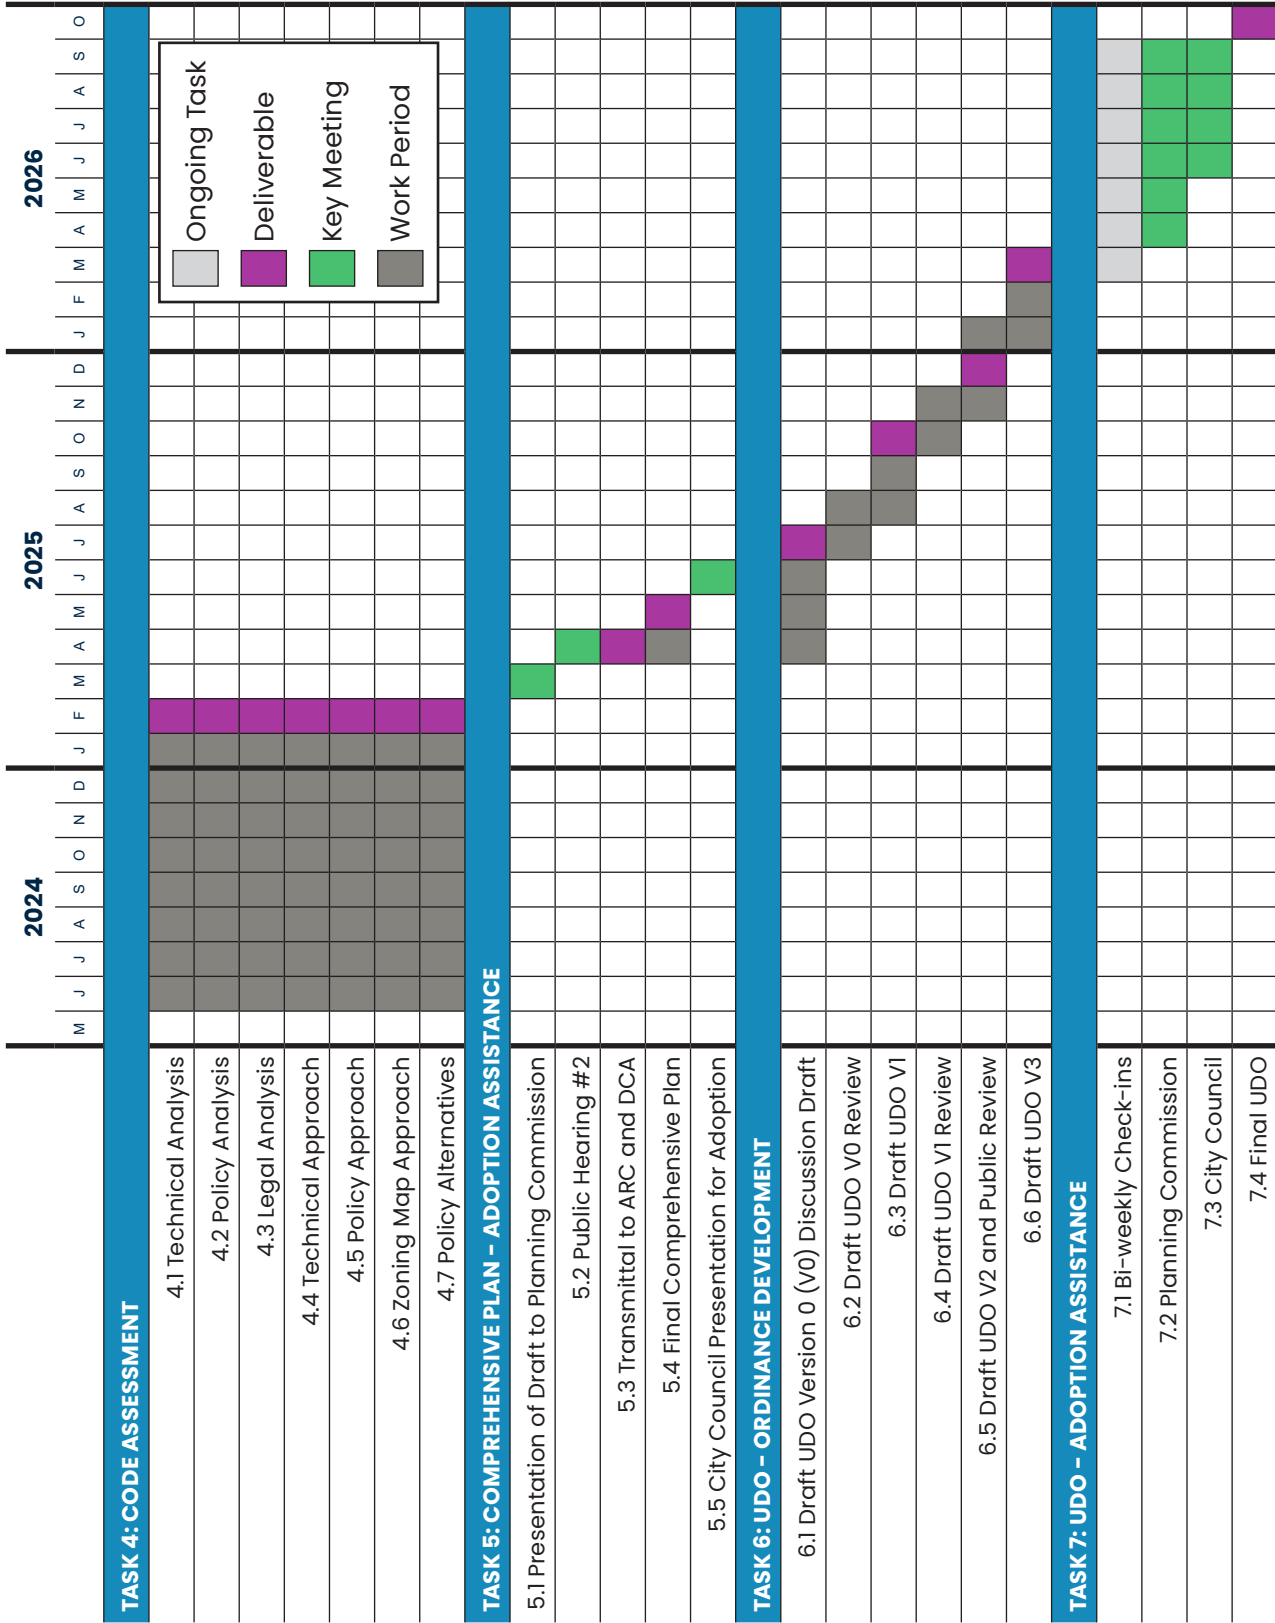 2024
2025
2026
M J J A S O N D J F M A M J J A S O N D J F M A M J J A S O
TASK 4: CODE ASSESSMENT
4.1 Technical Analysis
4.2 Policy Analysis
4.3 Legal Analysis
4.4 Technical Approach
4.5 Policy Approach
4.6 Zoning Map Approach
4.7 Policy Alternatives
Ongoing Task
Deliverable
Key Meeting
Work Period
TASK 5: COMPREHENSIVE PLAN – ADOPTION ASSISTANCE
5.1 Presentation of Draft to Planning Commission
5.2 Public Hearing #2
5.3 Transmittal to ARC and DCA
5.4 Final Comprehensive Plan
5.5 City Council Presentation for Adoption
TASK 6: UDO – ORDINANCE DEVELOPMENT
6.1 Draft UDO Version 0 (V0) Discussion Draft
6.2 Draft UDO V0 Review
6.3 Draft UDO V1
6.4 Draft UDO V1 Review
6.5 Draft UDO V2 and Public Review
6.6 Draft UDO V3
TASK 7: UDO – ADOPTION ASSISTANCE
7.1 Bi-weekly Check-ins
7.2 Planning Commission
7.3 City Council
7.4 Final UDO